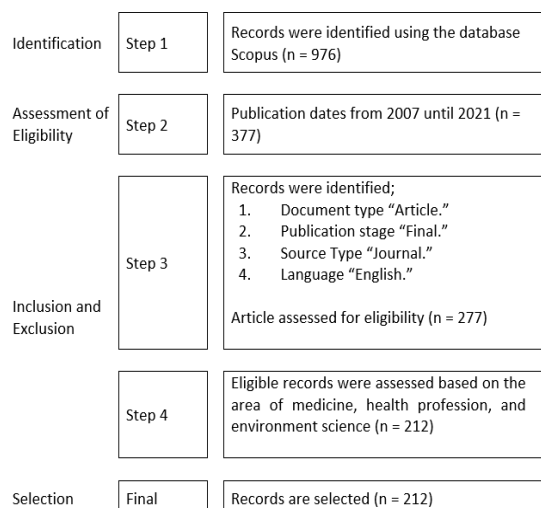 Identification
Step 1
Records were identified using the database
Scopus (n = 976)
Assessment of
Eligibility
Step 2
Publication dates from 2007 until 2021 (n =
377)
Inclusion and
Exclusion
Step 3
Records were identified;
1. Document type “Article.”
2. Publication stage “Final.”
3. Source Type “Journal.”
4. Language “English.”
Article assessed for eligibility (n = 277)
Step 4
Eligible records were assessed based on the
area of medicine, health profession, and
environment science (n = 212)
Selection
Final
Records are selected (n = 212)